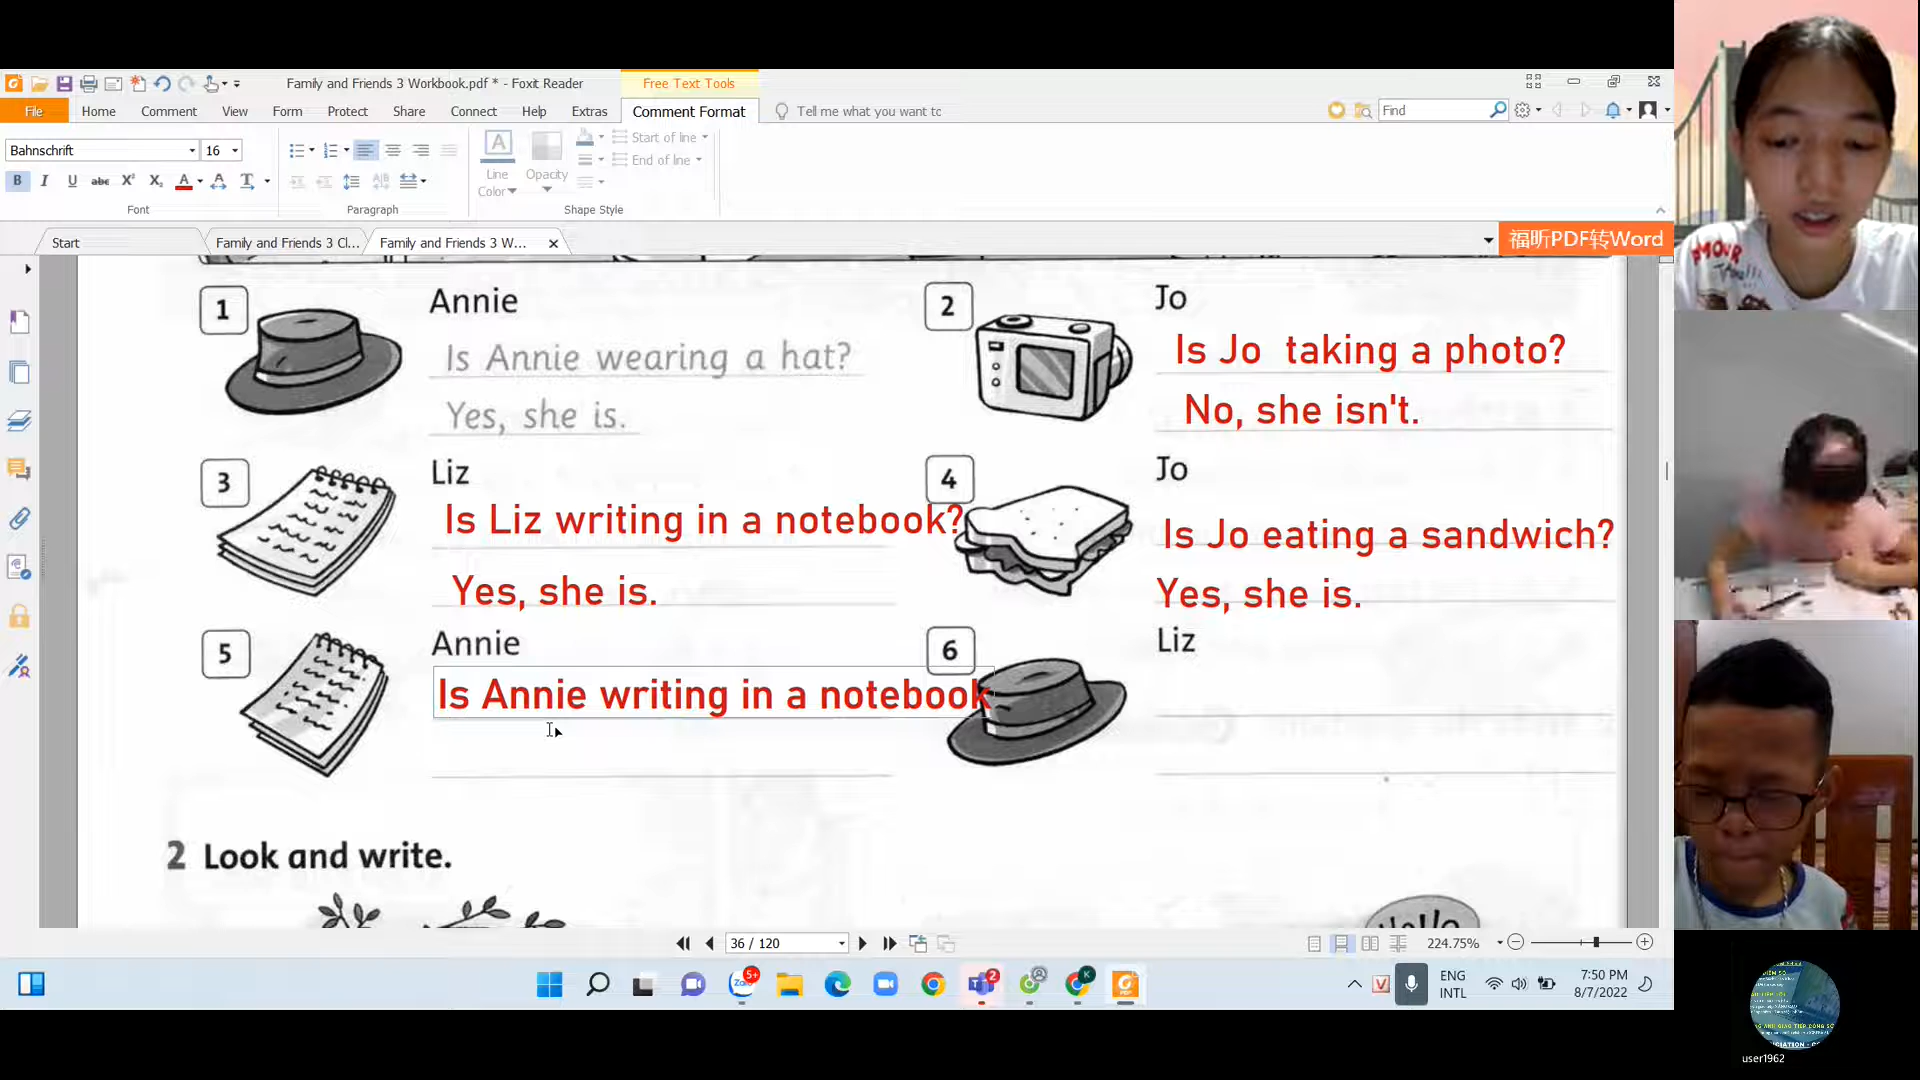 Family and Friends 3 Workbook.pdf * - Foxit Reader
Free Text Tools
File
Home
Comment
View
Form
Protect
Share
Connect
Help
Extras
Comment Format
Tell me what you want to
Find
Bahnschrift
16
Start of line
End of line
Line
Color
Opacity
Font
Paragraph
Shape Style
Start
Family and Friends 3 Cl...
Family and Friends 3 W...
福昕PDF转Word
1
Annie
Is Annie wearing a hat?
Yes, she is.
2
Jo
Is Jo taking a photo?
No, she isn't.
3
Liz
Is Liz writing in a notebook?
Yes, she is.
4
Jo
Is Jo eating a sandwich?
Yes, she is.
5
Annie
Is Annie writing in a notebook
6
Liz
2 Look and write.
Hello
36 / 120
224.75%
5+
2
ENG
INTL
7:50 PM
8/7/2022
user1962